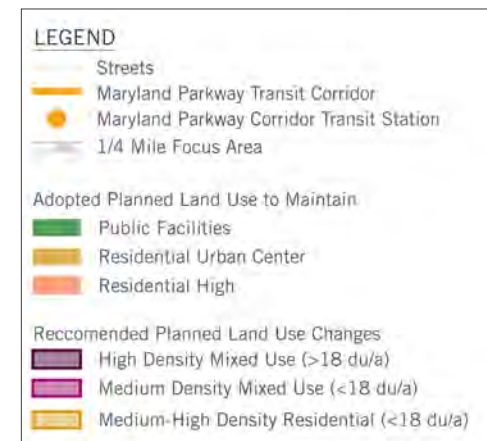 LEGEND
Streets
Maryland Parkway Transit Corridor
Maryland Parkway Corridor Transit Station
1/4 Mile Focus Area
Adopted Planned Land Use to Maintain
Public Facilities
Residential Urban Center
Residential High
Reccomended Planned Land Use Changes
High Density Mixed Use (>18 du/a)
Medium Density Mixed Use (<18 du/a)
Medium-High Density Residential (<18 du/a)